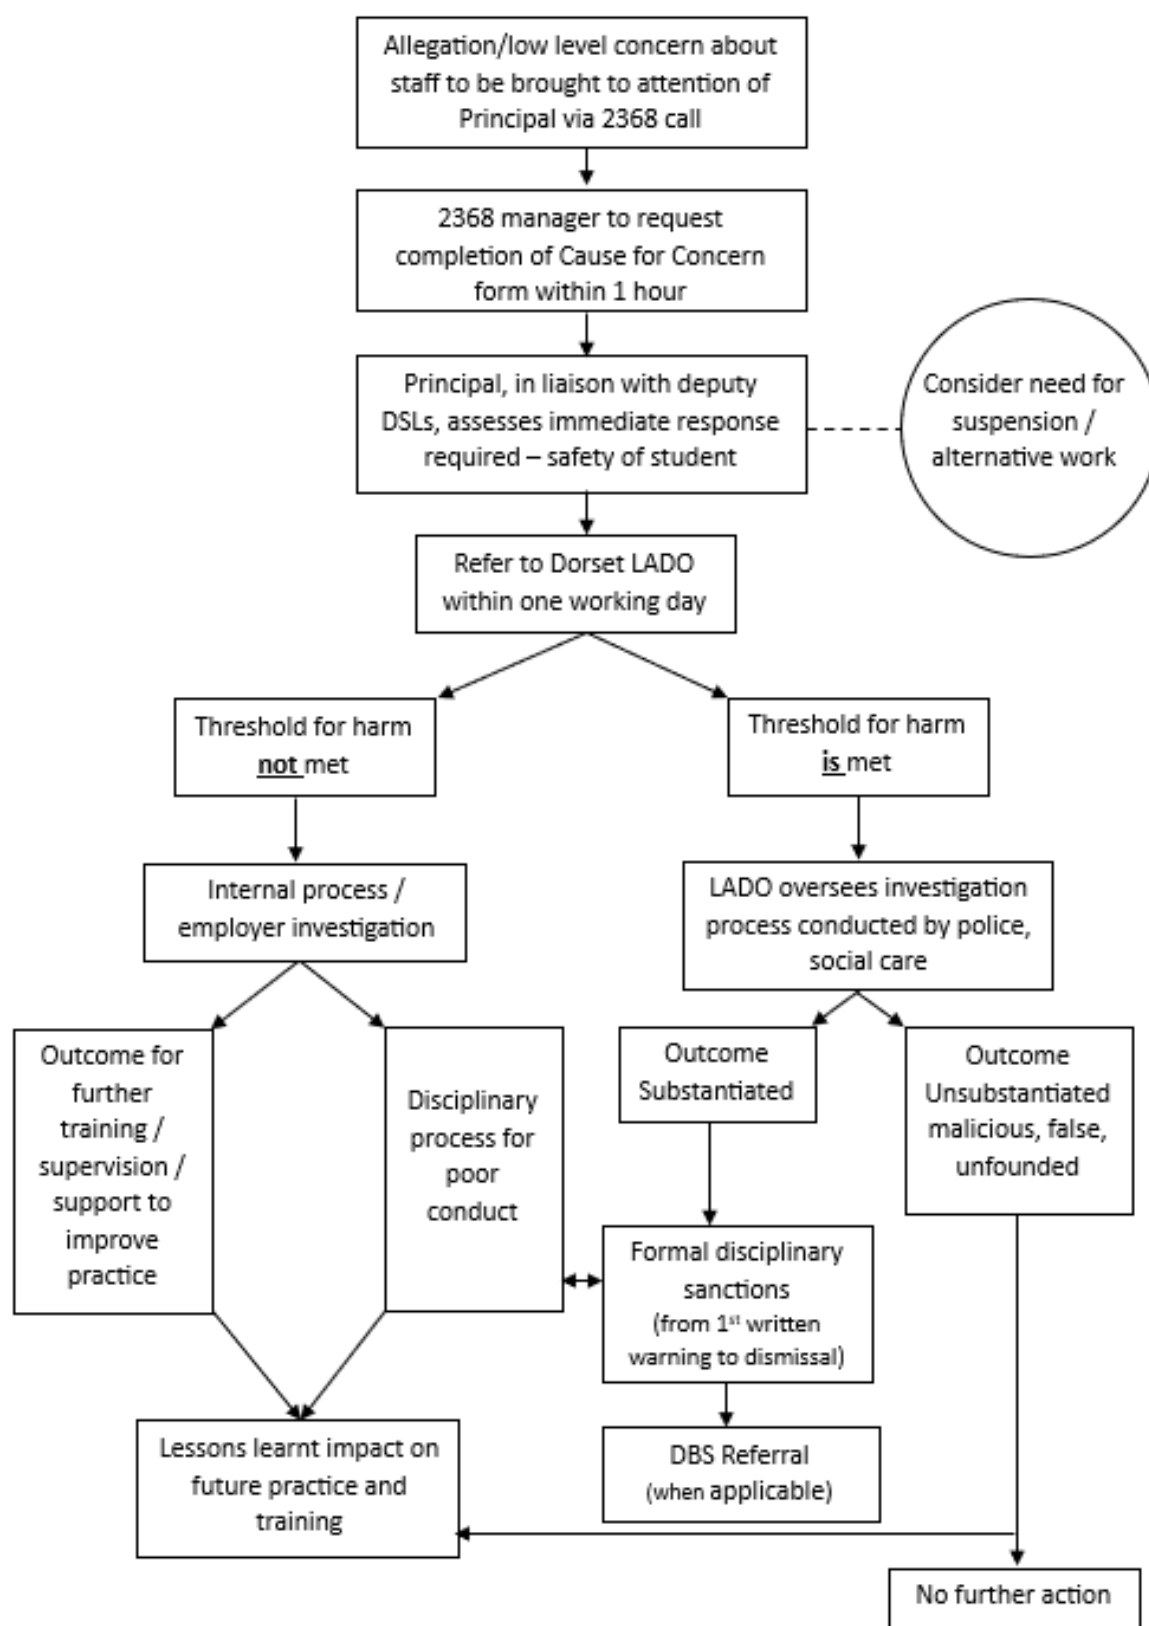 Allegation/low level concern about
staff to be brought to attention of
Principal via 2368 call
2368 manager to request
completion of Cause for Concern
form within 1 hour
Principal, in liaison with deputy
DSLs, assesses immediate response
required – safety of student
Consider need for
suspension /
alternative work
Refer to Dorset LADO
within one working day
Threshold for harm
not met
Threshold for harm
is met
Internal process /
employer investigation
LADO oversees investigation
process conducted by police,
social care
Outcome for
further
training /
supervision /
support to
improve
practice
Disciplinary
process for
poor
conduct
Outcome
Substantiated
Outcome
Unsubstantiated
malicious, false,
unfounded
Formal disciplinary
sanctions
(from 1st written
warning to dismissal)
Lessons learnt impact on
future practice and
training
DBS Referral
(when applicable)
No further action